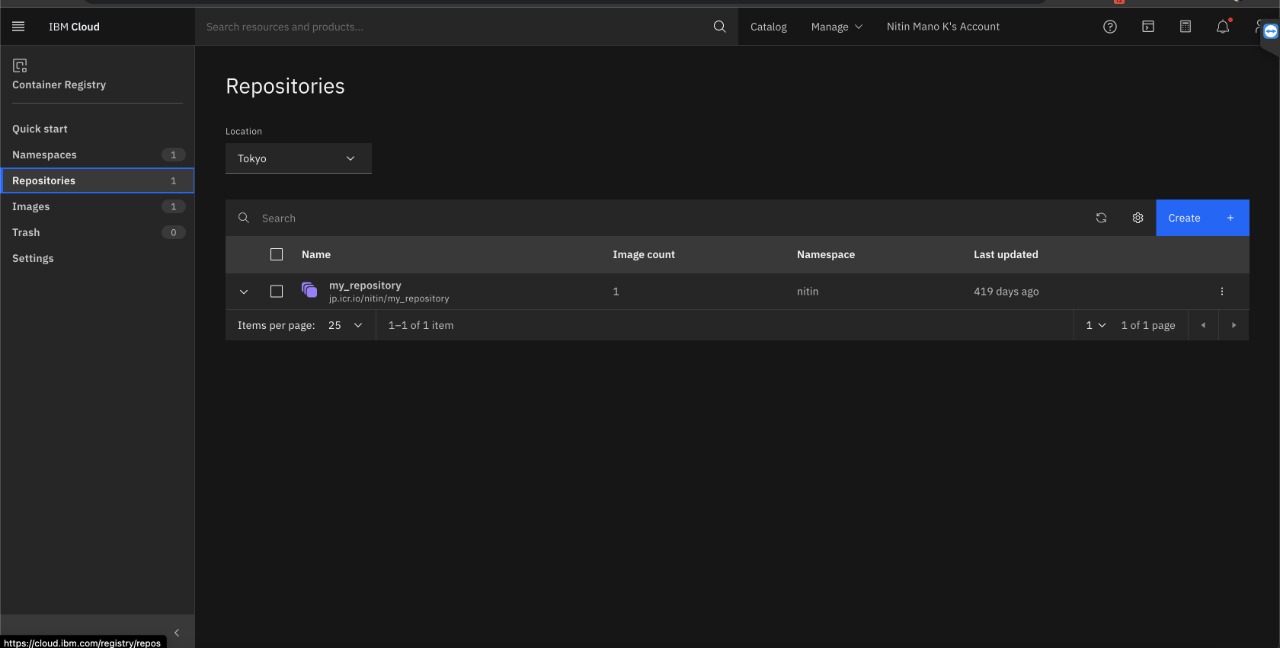 IBM Cloud
Search resources and products...
Catalog
Manage
Nitin Mano K's Account
Container Registry
Quick start
Namespaces 1
Repositories 1
Images 1
Trash 0
Settings
Repositories
Location
Tokyo
Search
Create +
Name Image count Namespace Last updated
my_repository
jp.icr.io/nitin/my_repository
1 nitin 419 days ago
Items per page: 25 1–1 of 1 item
1 1 of 1 page
https://cloud.ibm.com/registry/repos